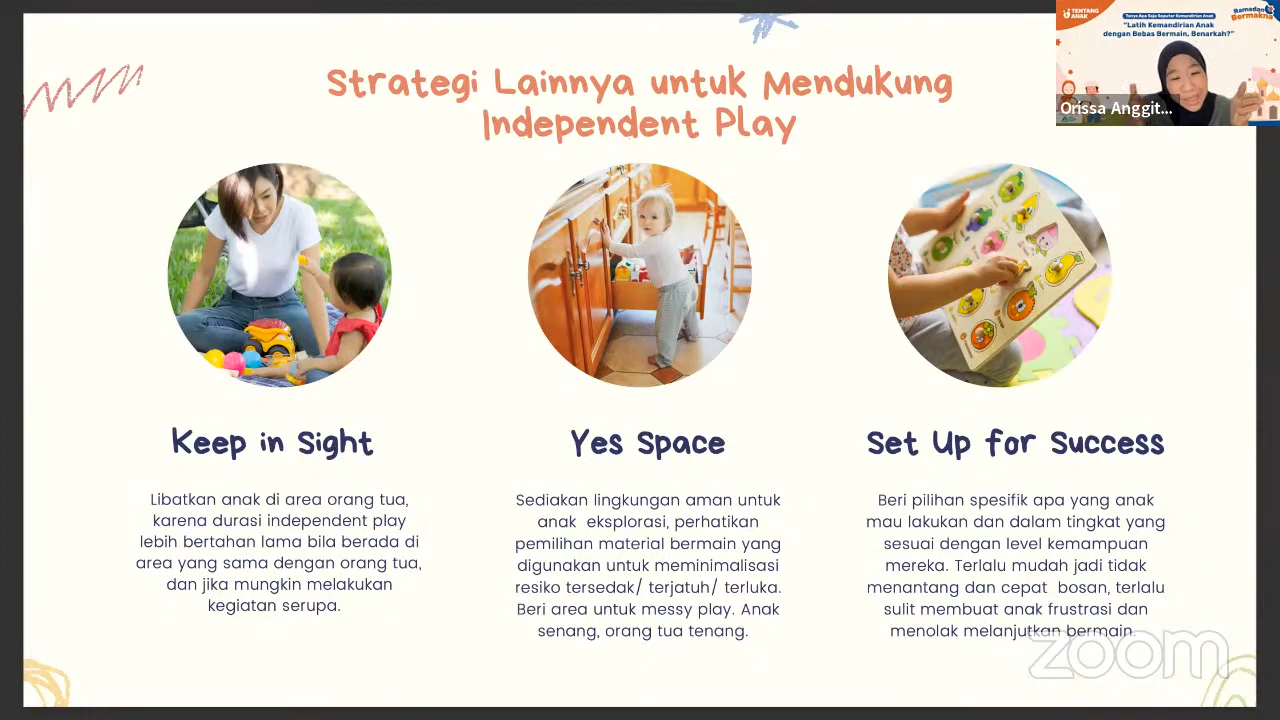 Strategi Lainnya untuk Mendukung
Independent Play
TENTANG
ANAK
Tanya Apa Saja Seputar Kemandirian Anak
"Latih Kemandirian Anak
dengan Bebas Bermain, Benarkah?"
Ramadan
Bermakna
Orissa Anggit...
Keep in Sight
Libatkan anak di area orang tua,
karena durasi independent play
lebih bertahan lama bila berada di
area yang sama dengan orang tua,
dan jika mungkin melakukan
kegiatan serupa.
Yes Space
Sediakan lingkungan aman untuk
anak eksplorasi, perhatikan
pemilihan material bermain yang
digunakan untuk meminimalisasi
resiko tersedak/ terjatuh/ terluka.
Beri area untuk messy play. Anak
senang, orang tua tenang.
Set Up for Success
Beri pilihan spesifik apa yang anak
mau lakukan dan dalam tingkat yang
sesuai dengan level kemampuan
mereka. Terlalu mudah jadi tidak
menantang dan cepat bosan, terlalu
sulit membuat anak frustrasi dan
menolak melanjutkan bermain.
zoom